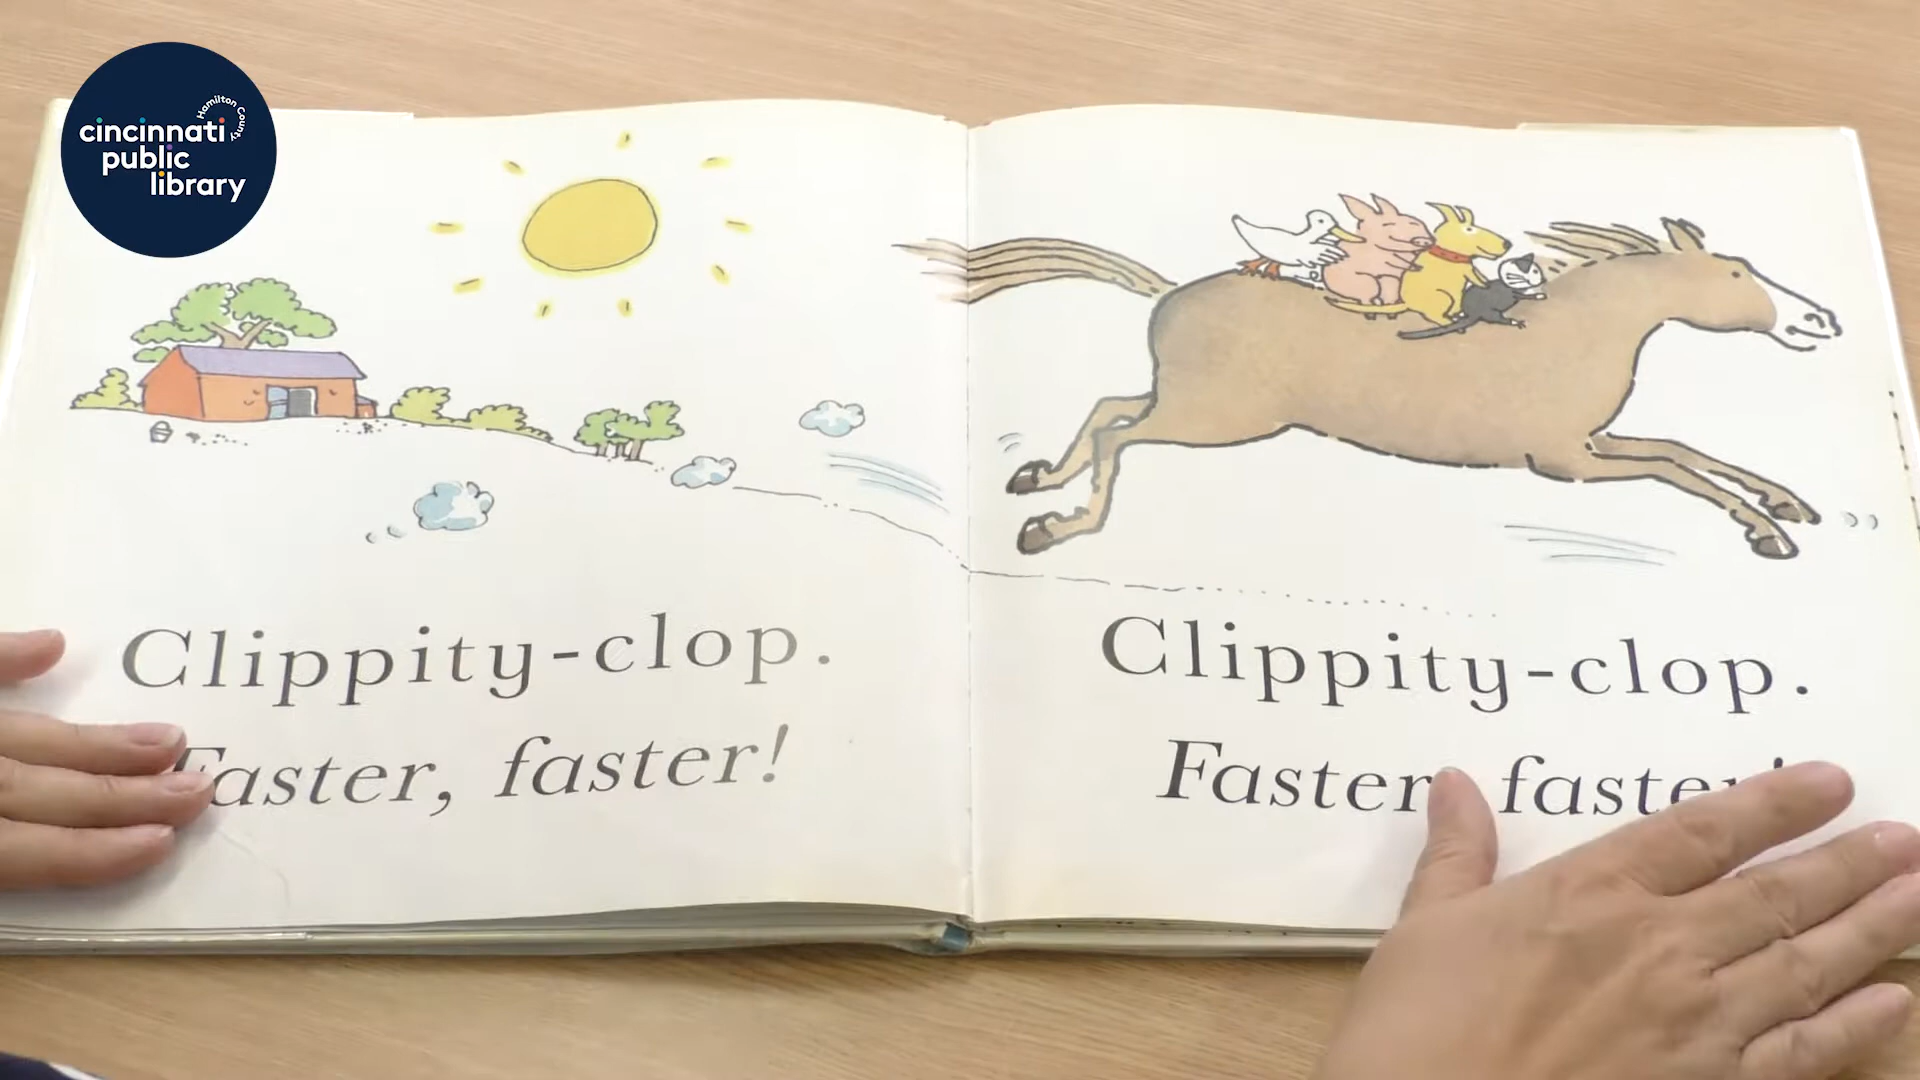 cincinnati
public
library
Hamilton County
Clippity-clop.
Faster, faster!
Clippity-clop.
Faster faster!